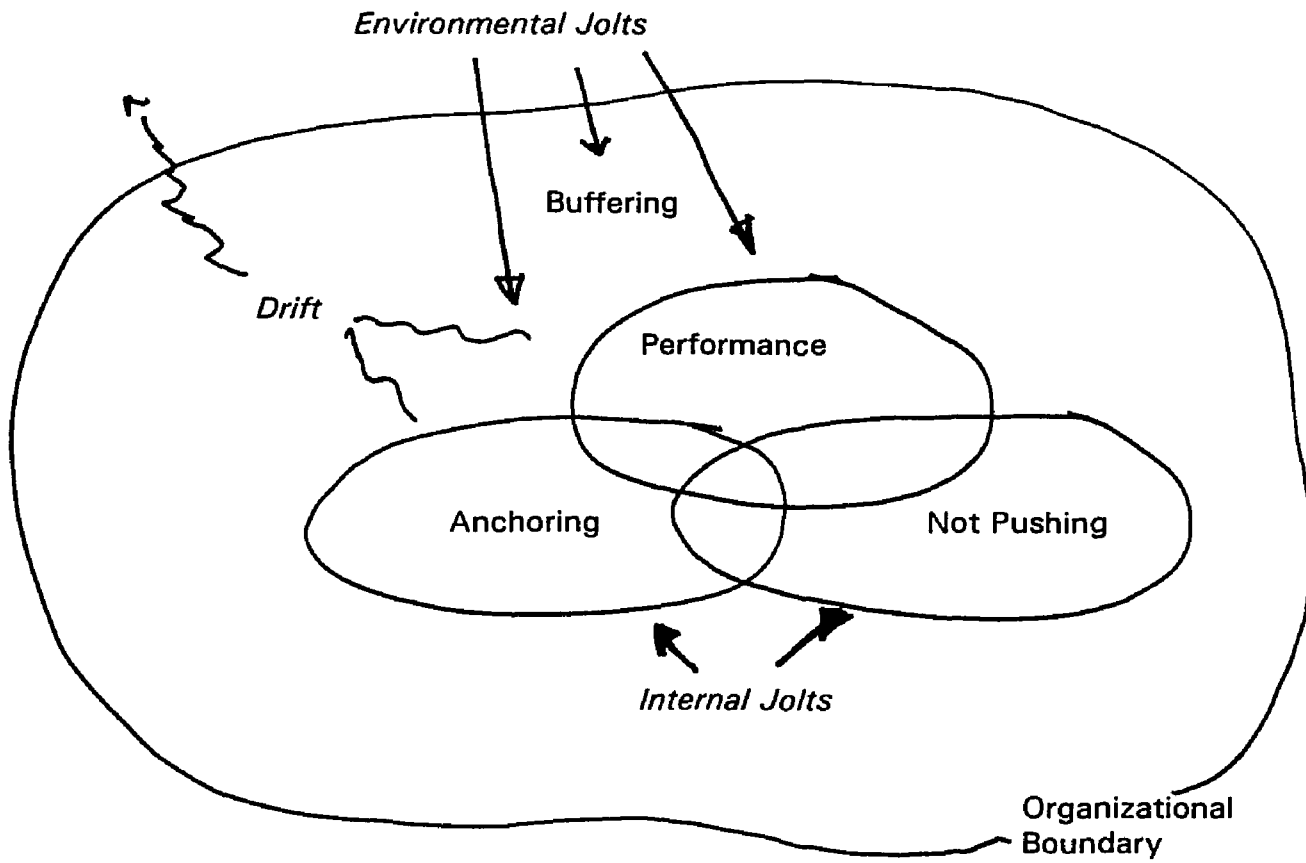 Environmental Jolts
Buffering
Drift
Performance
Anchoring
Not Pushing
Internal Jolts
Organizational
Boundary